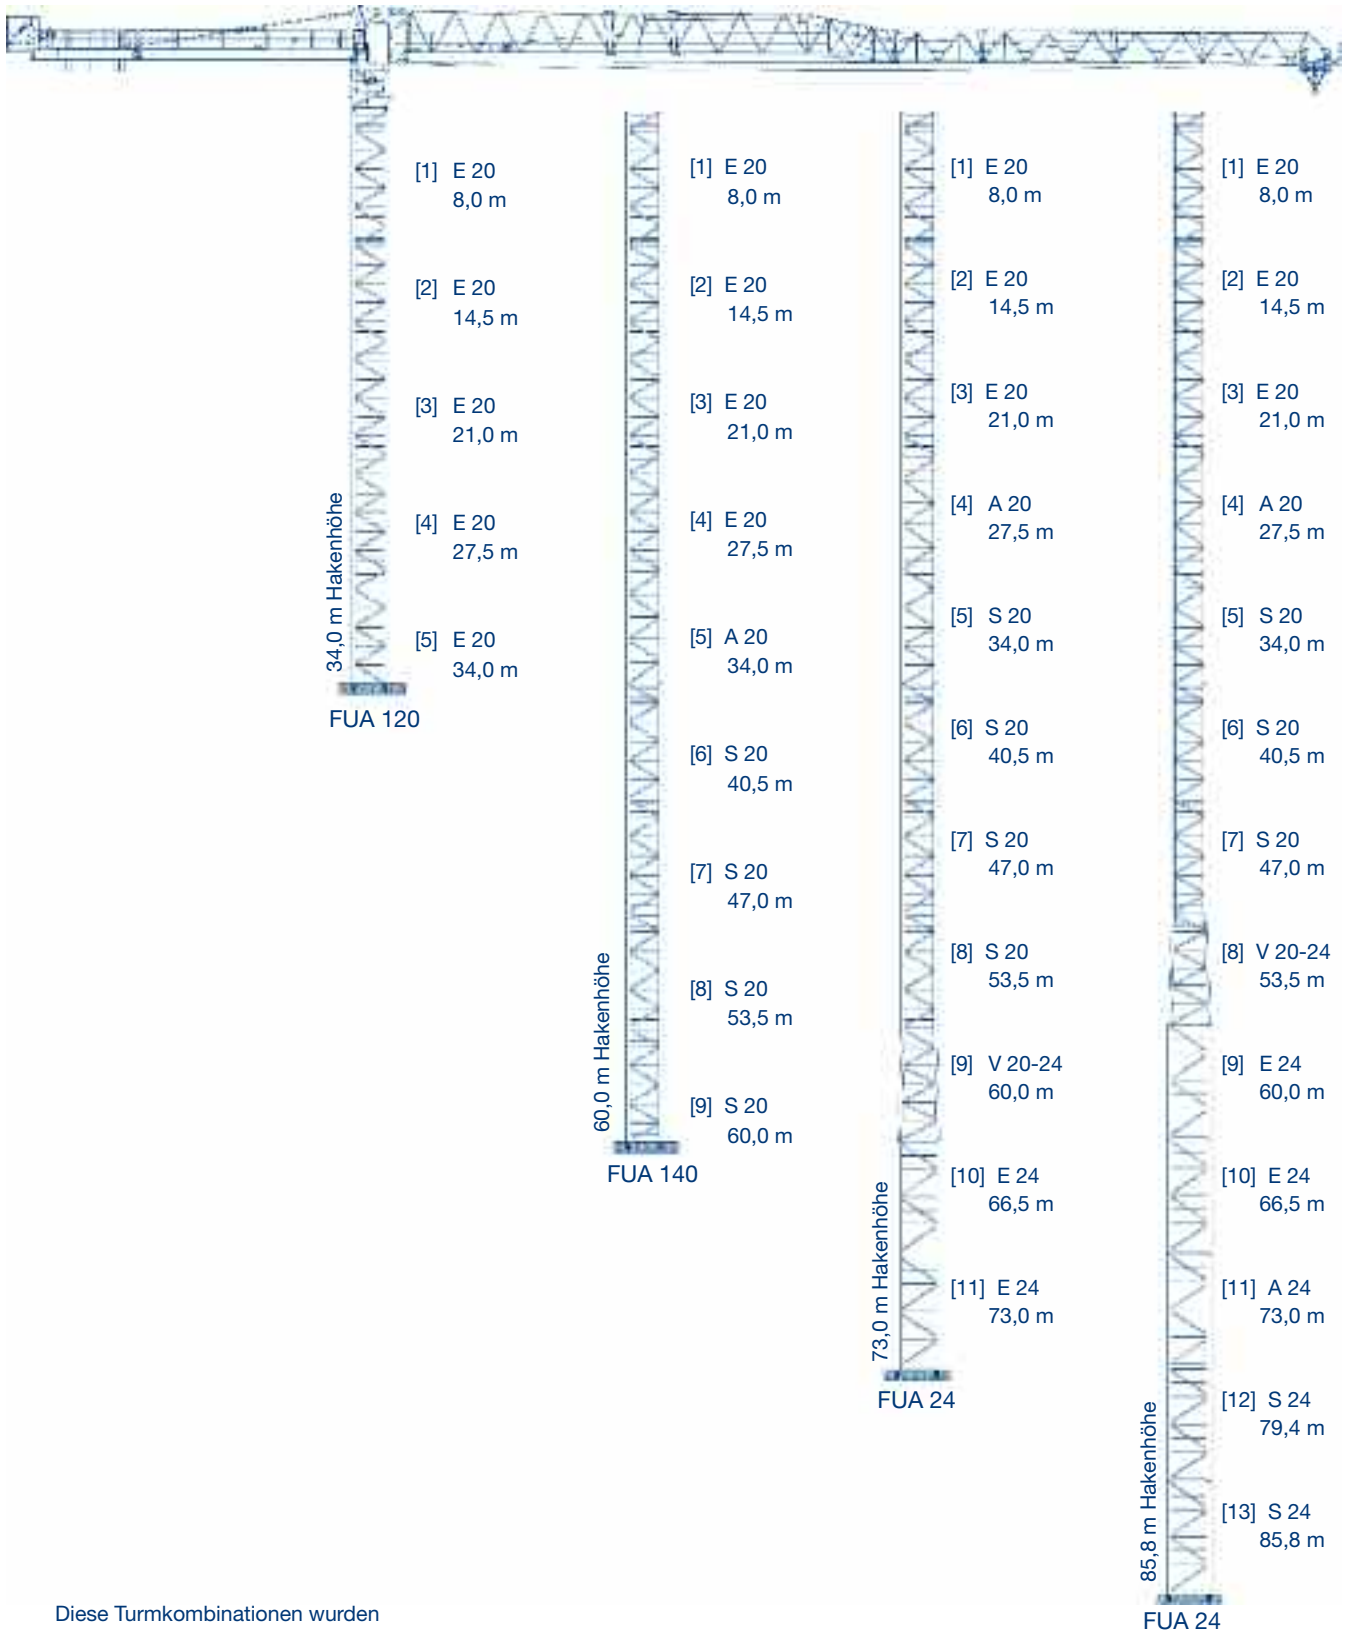 [1] E 20
8,0 m
[2] E 20
14,5 m
[3] E 20
21,0 m
[4] E 20
27,5 m
[5] E 20
34,0 m
34,0 m Hakenhöhe
FUA 120
[1] E 20
8,0 m
[2] E 20
14,5 m
[3] E 20
21,0 m
[4] E 20
27,5 m
[5] A 20
34,0 m
[6] S 20
40,5 m
[7] S 20
47,0 m
[8] S 20
53,5 m
[9] S 20
60,0 m
60,0 m Hakenhöhe
FUA 140
[1] E 20
8,0 m
[2] E 20
14,5 m
[3] E 20
21,0 m
[4] A 20
27,5 m
[5] S 20
34,0 m
[6] S 20
40,5 m
[7] S 20
47,0 m
[8] S 20
53,5 m
[9] V 20-24
60,0 m
[10] E 24
66,5 m
[11] E 24
73,0 m
73,0 m Hakenhöhe
FUA 24
[1] E 20
8,0 m
[2] E 20
14,5 m
[3] E 20
21,0 m
[4] A 20
27,5 m
[5] S 20
34,0 m
[6] S 20
40,5 m
[7] S 20
47,0 m
[8] V 20-24
53,5 m
[9] E 24
60,0 m
[10] E 24
66,5 m
[11] A 24
73,0 m
[12] S 24
79,4 m
[13] S 24
85,8 m
85,8 m Hakenhöhe
FUA 24
Diese Turmkombinationen wurden